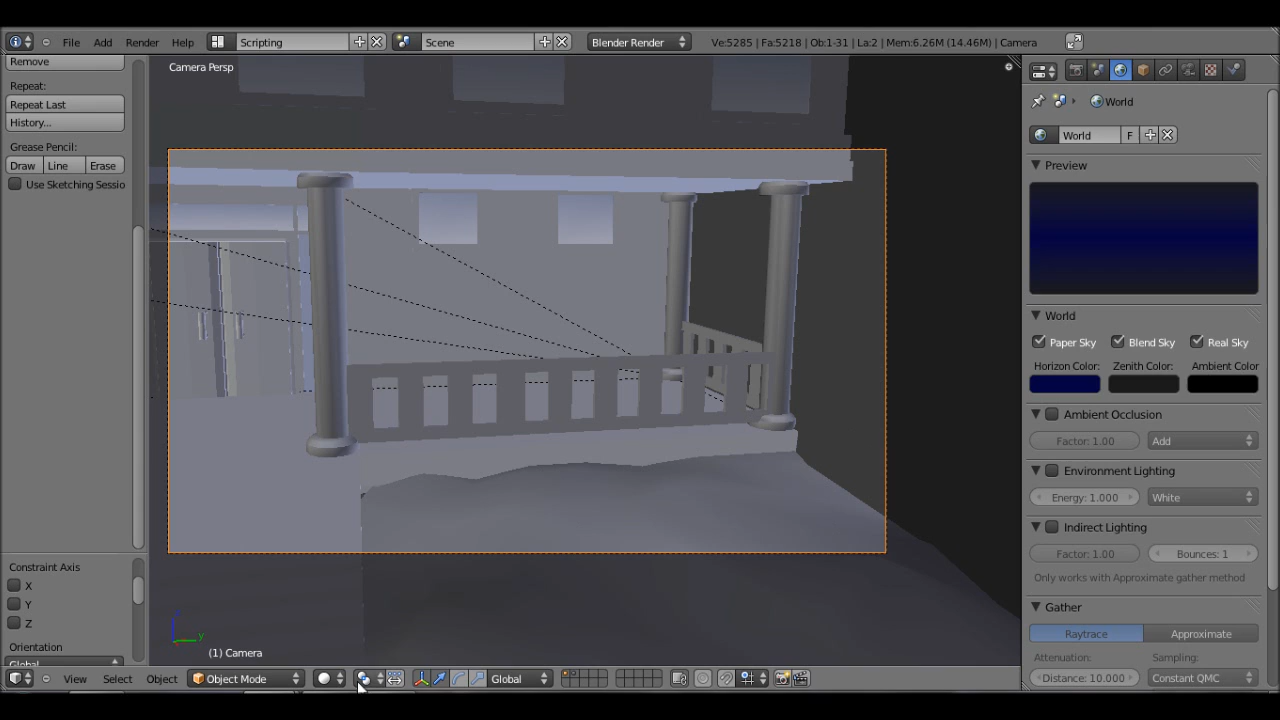 File Add Render Help Scripting Scene Blender Render Ve:5285 | Fa:5218 | Ob:1-31 | La:2 | Mem:6.26M (14.46M) | Camera
Remove
Repeat:
Repeat Last
History...
Grease Pencil:
Draw Line Erase
Use Sketching Sessio
Constraint Axis
X
Y
Z
Orientation
Global
Camera Persp
y
(1) Camera
View Select Object Object Mode Global
World
World F
Preview
World
Paper Sky Blend Sky Real Sky
Horizon Color: Zenith Color: Ambient Color
Ambient Occlusion
Factor: 1.00 Add
Environment Lighting
Energy: 1.000 White
Indirect Lighting
Factor: 1.00 Bounces: 1
Only works with Approximate gather method
Gather
Raytrace Approximate
Attenuation: Sampling:
Distance: 10.000 Constant QMC